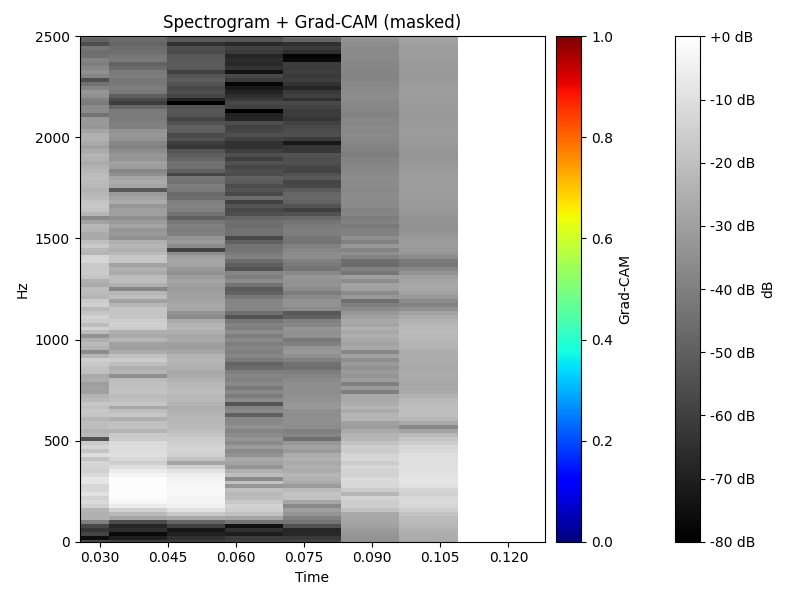 Spectrogram + Grad-CAM (masked)
2500
2000
1500
1000
500
0
Hz
0.030
0.045
0.060
0.075
0.090
0.105
0.120
Time
1.0
0.8
0.6
0.4
0.2
0.0
Grad-CAM
+0 dB
-10 dB
-20 dB
-30 dB
-40 dB
-50 dB
-60 dB
-70 dB
-80 dB
dB